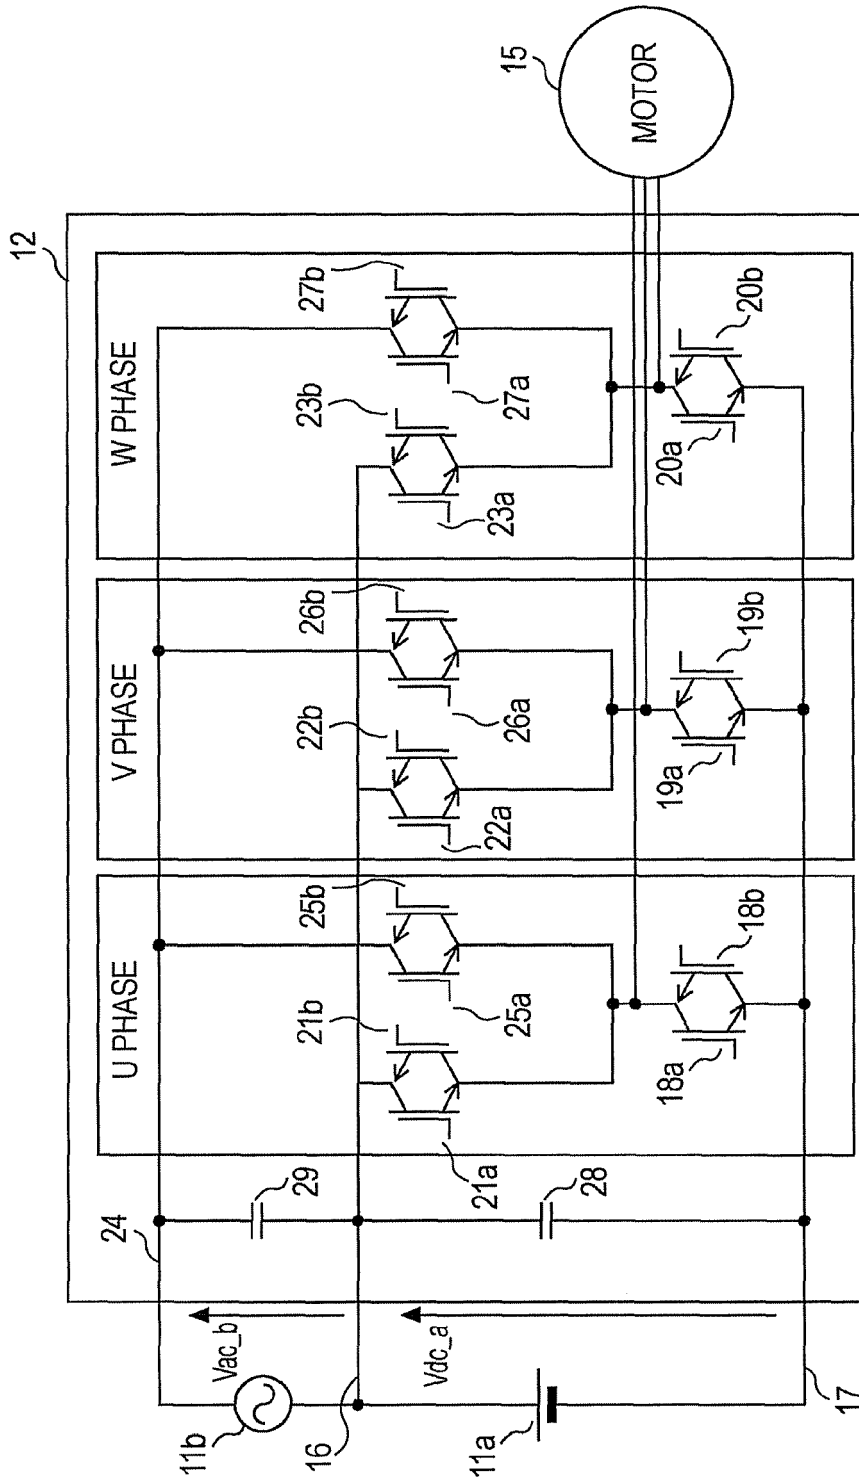 12
15
MOTOR
W PHASE
27b
23b
27a
23a
20b
20a
V PHASE
26b
22b
26a
22a
19b
19a
U PHASE
25b
21b
25a
21a
18b
18a
24
29
28
Vac_b
Vdc_a
11b
16
11a
17